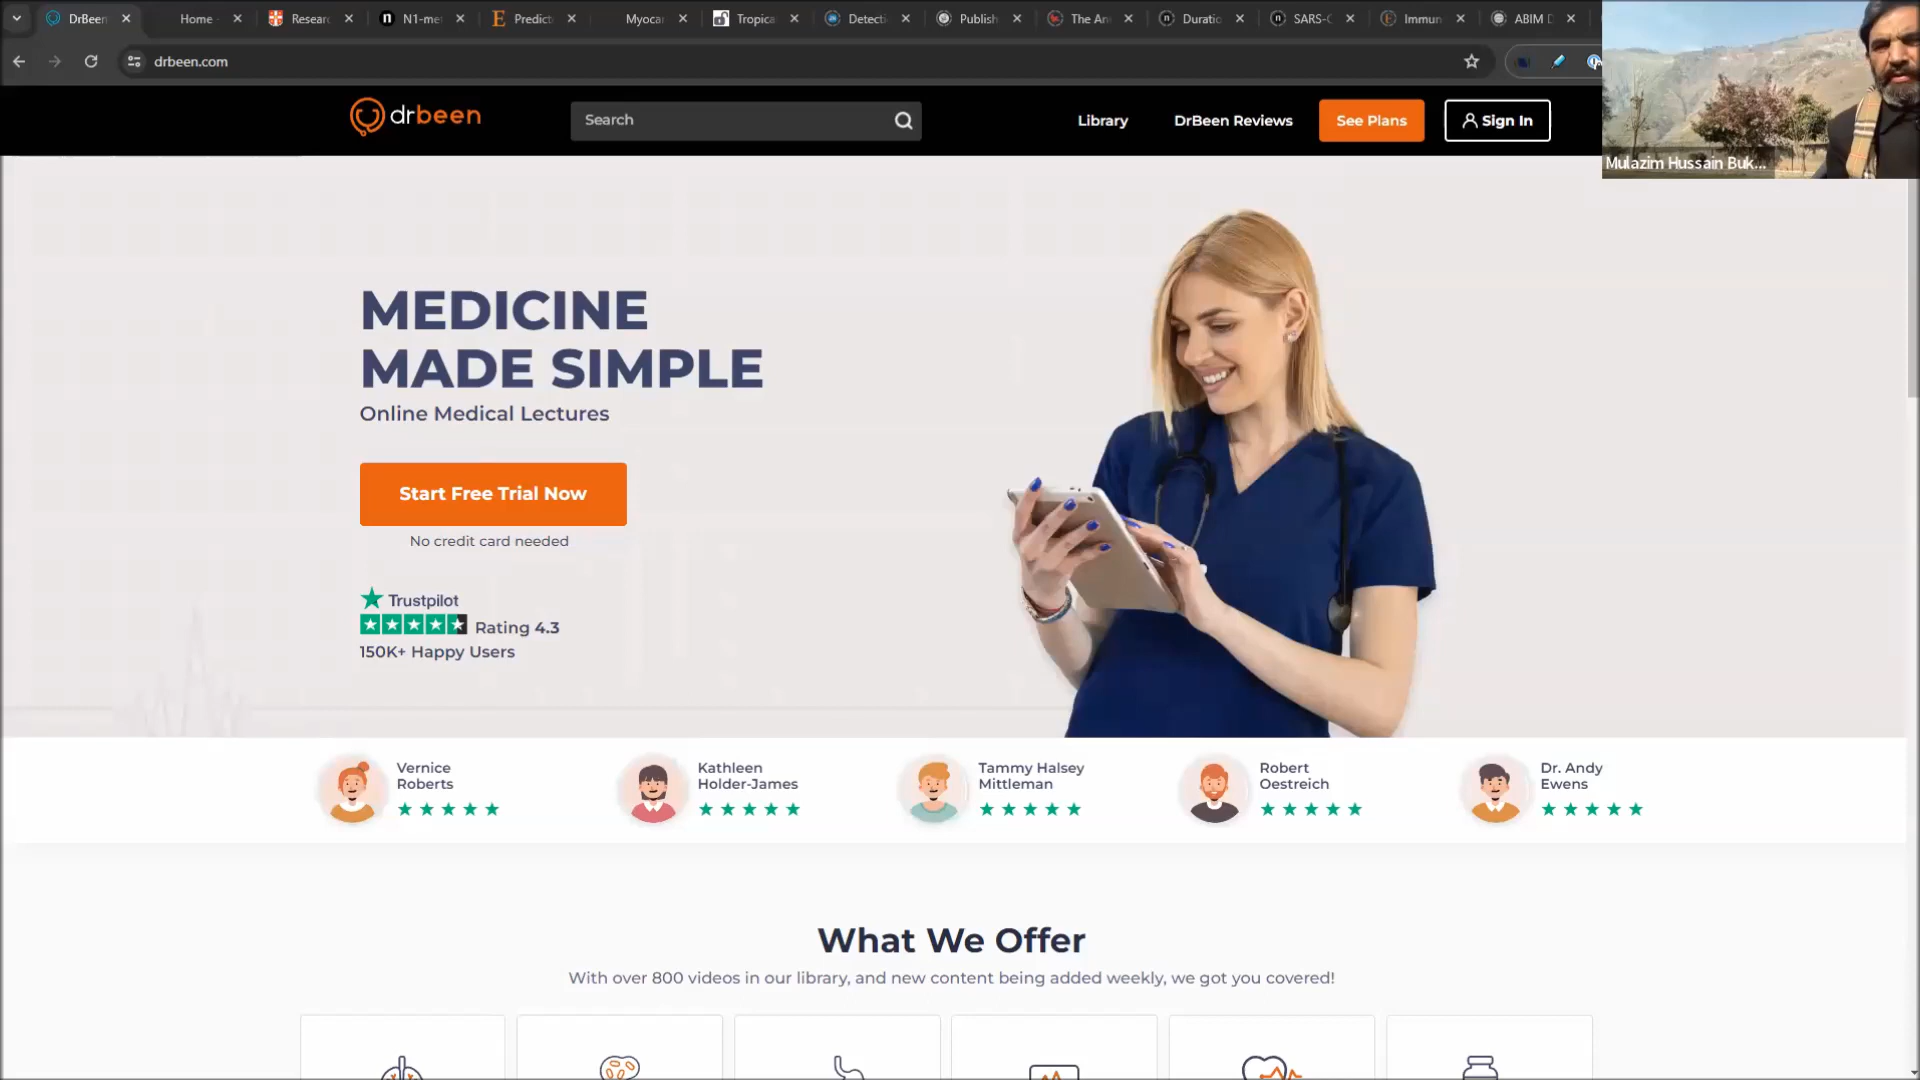 DrBeen
Home
Researc
N1-me
Predict
Myocar
Tropica
Detecti
Publish
The An
Duratio
SARS-C
Immun
ABIM D
drbeen.com
drbeen
Search
Library
DrBeen Reviews
See Plans
Sign In
Mulazim Hussain Buk...
MEDICINE
MADE SIMPLE
Online Medical Lectures
Start Free Trial Now
No credit card needed
Trustpilot
Rating 4.3
150K+ Happy Users
Vernice
Roberts
Kathleen
Holder-James
Tammy Halsey
Mittleman
Robert
Oestreich
Dr. Andy
Ewens
What We Offer
With over 800 videos in our library, and new content being added weekly, we got you covered!